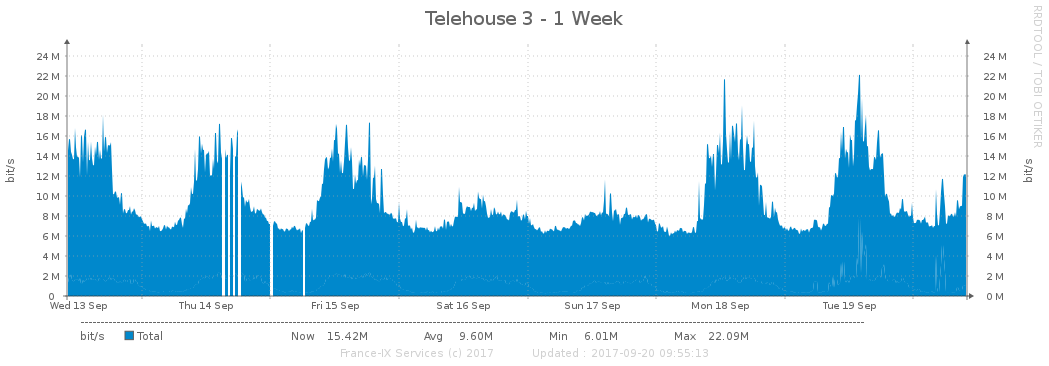 Telehouse 3 - 1 Week
RRDTOOL / TOBI OETIKER
bit/s
bit/s
24 M 24 M
22 M 22 M
20 M 20 M
18 M 18 M
16 M 16 M
14 M 14 M
12 M 12 M
10 M 10 M
8 M 8 M
6 M 6 M
4 M 4 M
2 M 2 M
0 0 M
Wed 13 Sep Thu 14 Sep Fri 15 Sep Sat 16 Sep Sun 17 Sep Mon 18 Sep Tue 19 Sep
bit/s Total Now 15.42M Avg 9.60M Min 6.01M Max 22.09M
France-IX Services (c) 2017 Updated : 2017-09-20 09:55:13